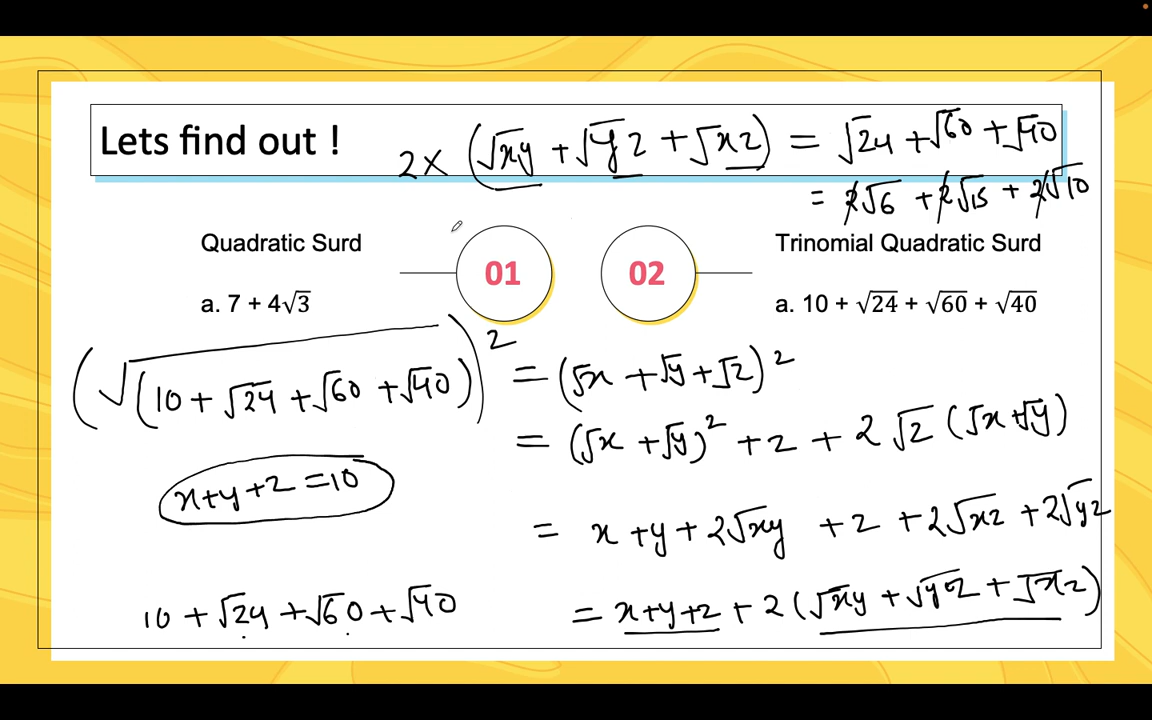 Lets find out !
2 × (√xy + √yz + √xz) = √24 + √60 + √40
= 2√6 + 2√15 + 2√10
Quadratic Surd
01
02
Trinomial Quadratic Surd
a. 7 + 4√3
a. 10 + √24 + √60 + √40
(√(10 + √24 + √60 + √40))² = (√x + √y + √z)²
= (√x + √y)² + z + 2√z (√x + √y)
x + y + z = 10
= x + y + 2√xy + z + 2√xz + 2√yz
10 + √24 + √60 + √40
= x + y + z + 2(√xy + √yz + √xz)